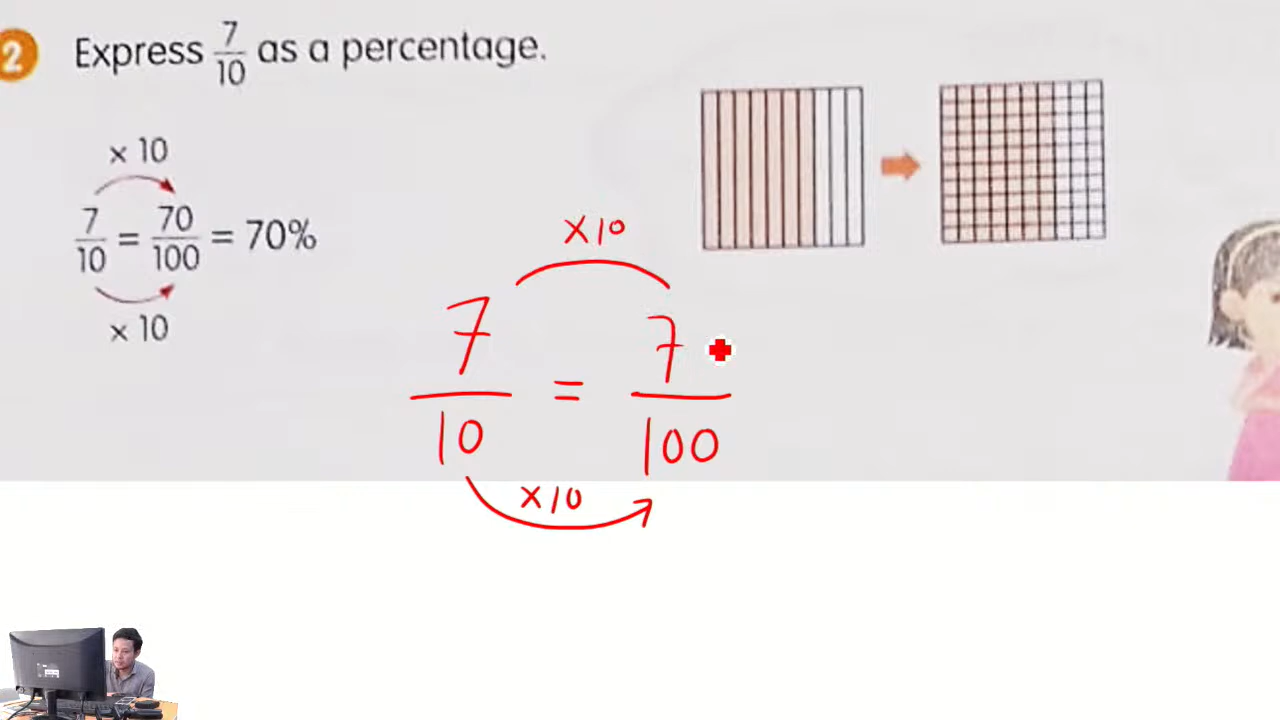 2 Express 7/10 as a percentage.
× 10
7/10 = 70/100 = 70%
× 10
×10
7/10 = 7/100
×10